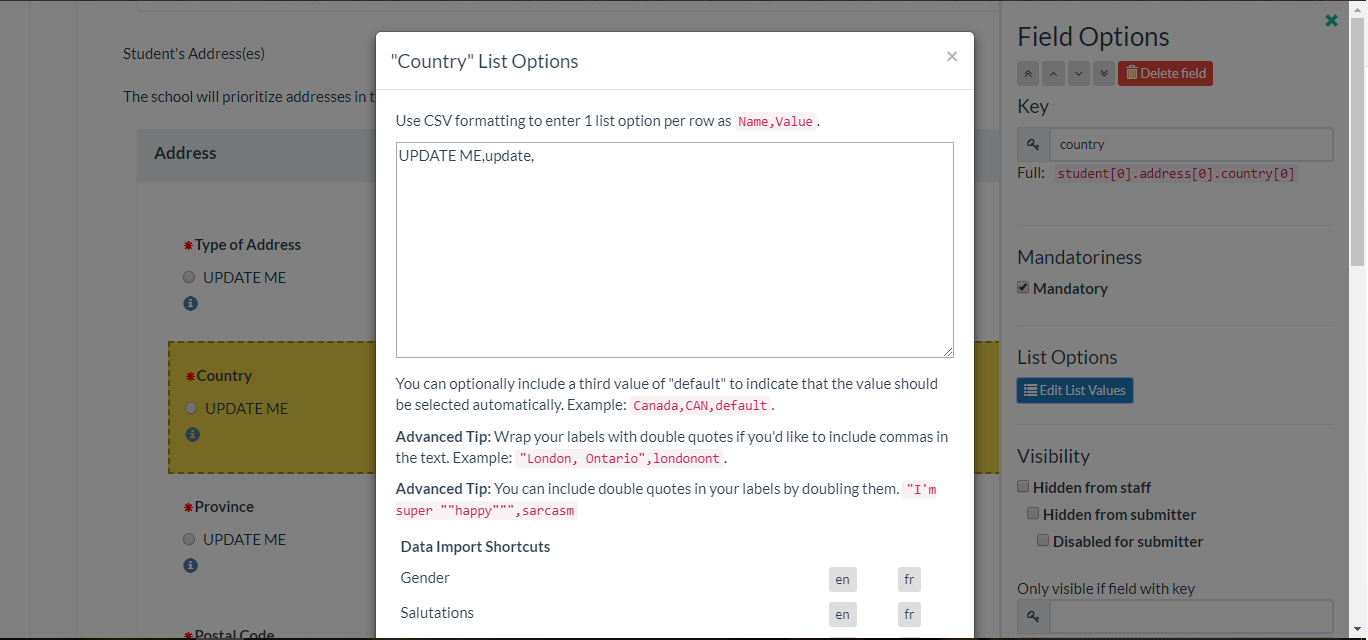 Student's Address(es)
The school will prioritize addresses in t
Address
*Type of Address
UPDATE ME
*Country
UPDATE ME
*Province
UPDATE ME
*Postal Code
"Country" List Options
×
Use CSV formatting to enter 1 list option per row as Name,Value.
UPDATE ME,update,
You can optionally include a third value of "default" to indicate that the value should
be selected automatically. Example: Canada,CAN,default.
Advanced Tip: Wrap your labels with double quotes if you'd like to include commas in
the text. Example: "London, Ontario",londonont.
Advanced Tip: You can include double quotes in your labels by doubling them. "I'm
super ""happy""",sarcasm
Data Import Shortcuts
Gender en fr
Salutations en fr
Field Options
Delete field
Key
country
Full: student[0].address[0].country[0]
Mandatoriness
Mandatory
List Options
Edit List Values
Visibility
Hidden from staff
Hidden from submitter
Disabled for submitter
Only visible if field with key